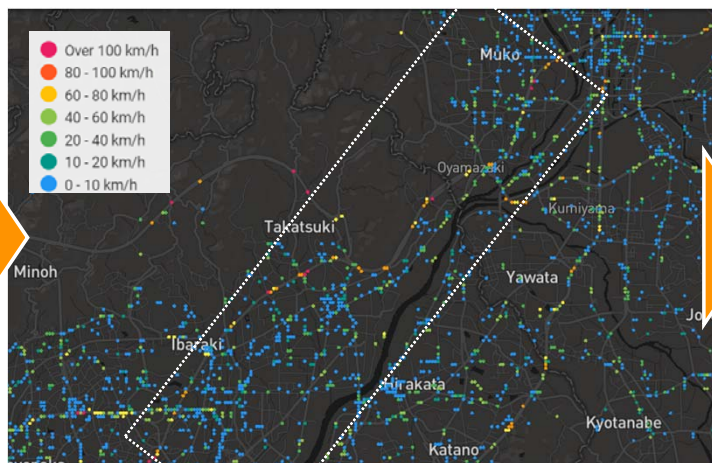 Over 100 km/h
80 - 100 km/h
60 - 80 km/h
40 - 60 km/h
20 - 40 km/h
10 - 20 km/h
0 - 10 km/h
Muko
Oyamazaki
Kumiyama
Takatsuki
Minoh
Yawata
Ibaraki
Hirakata
Kyotanabe
Katano